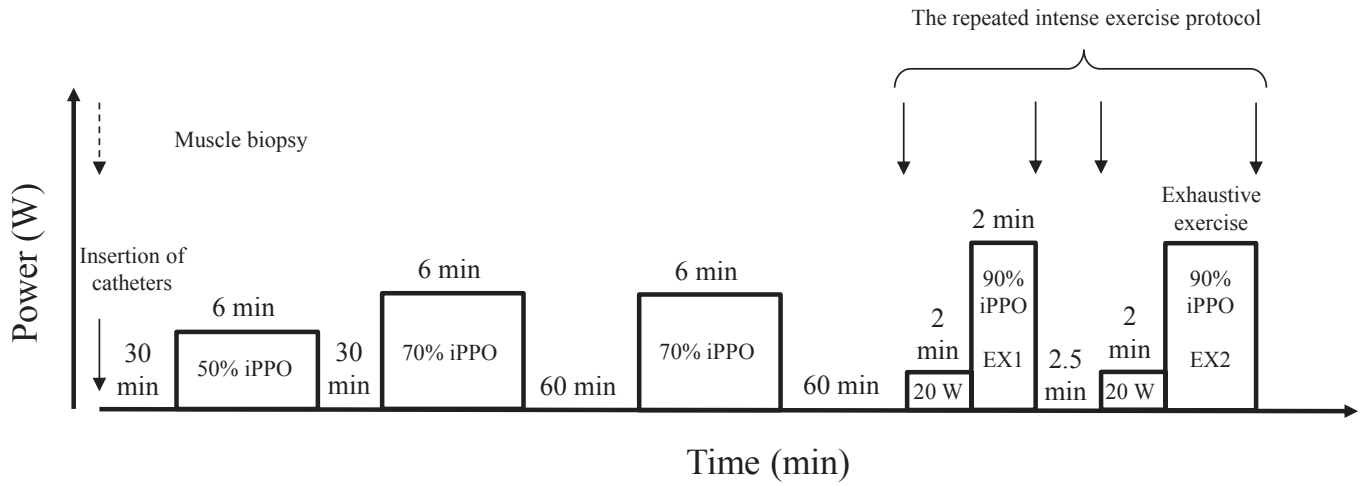 The repeated intense exercise protocol
Muscle biopsy
Power (W)
Insertion of
catheters
30
min
6 min
50% iPPO
30
min
6 min
70% iPPO
60 min
6 min
70% iPPO
60 min
2
min
20 W
2 min
90%
iPPO
EX1
2.5
min
2
min
20 W
Exhaustive
exercise
90%
iPPO
EX2
Time (min)